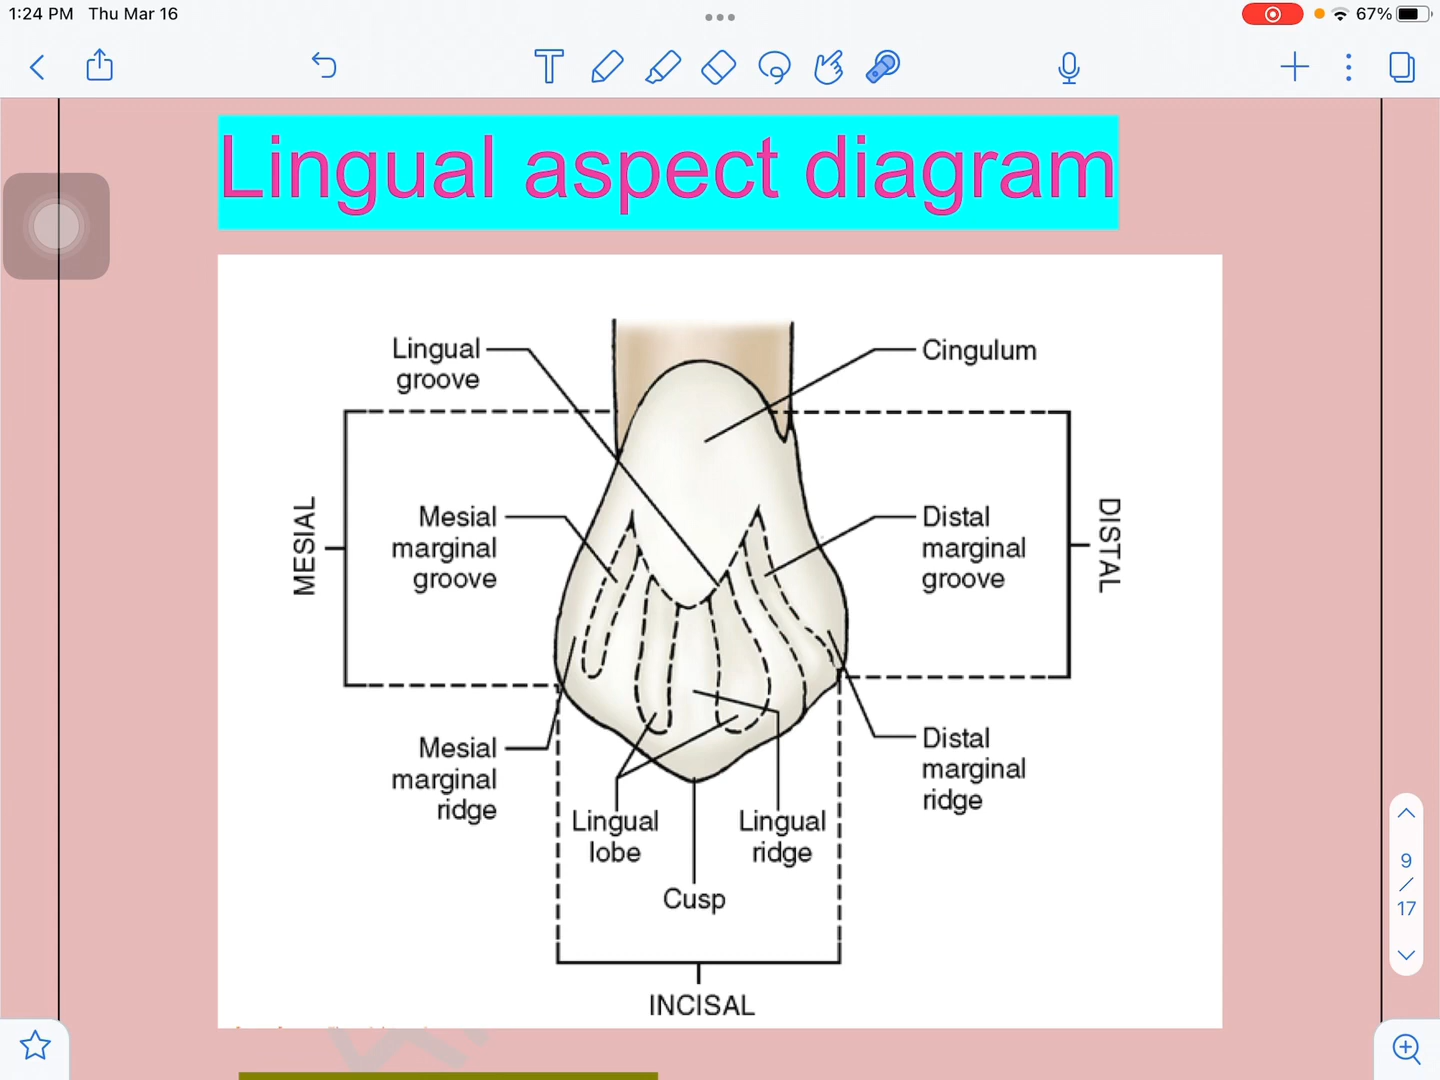 1:24 PM Thu Mar 16
67%
Lingual aspect diagram
Lingual
groove
Cingulum
MESIAL
Mesial
marginal
groove
Distal
marginal
groove
DISTAL
Mesial
marginal
ridge
Distal
marginal
ridge
Lingual
lobe
Lingual
ridge
Cusp
INCISAL
9
/
17